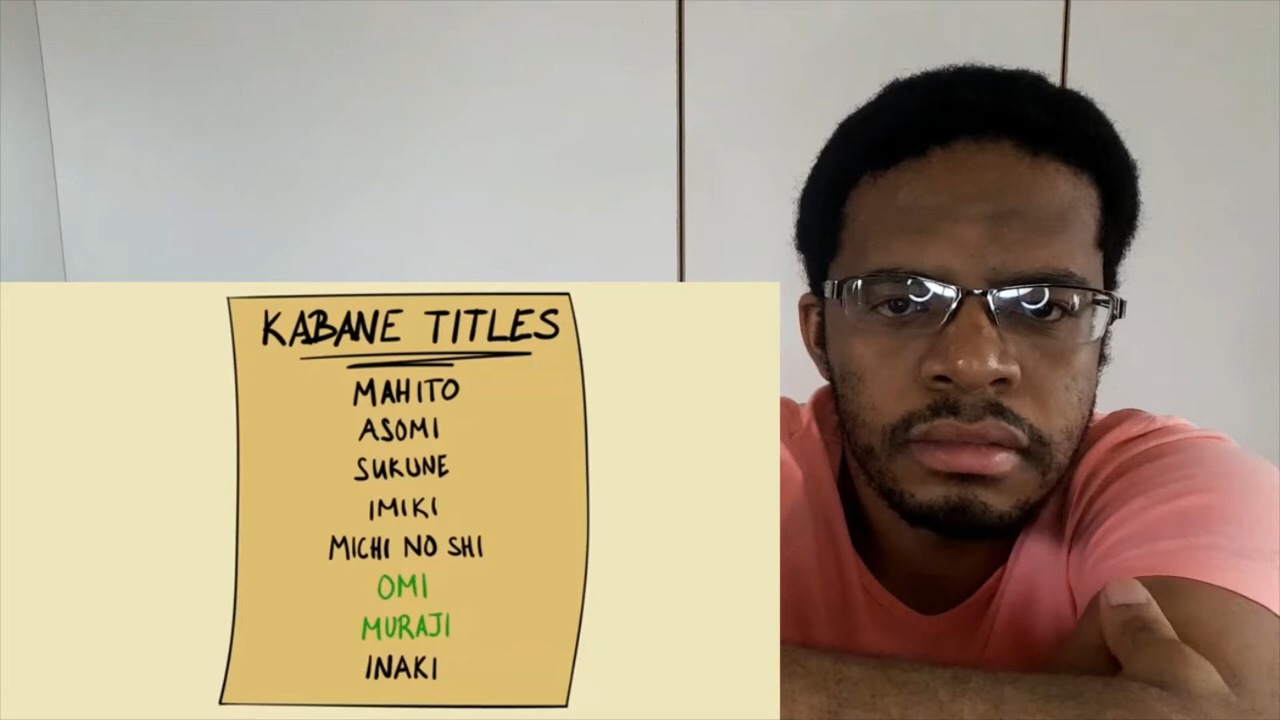 KABANE TITLES
MAHITO
ASOMI
SUKUNE
IMIKI
MICHI NO SHI
OMI
MURAJI
INAKI